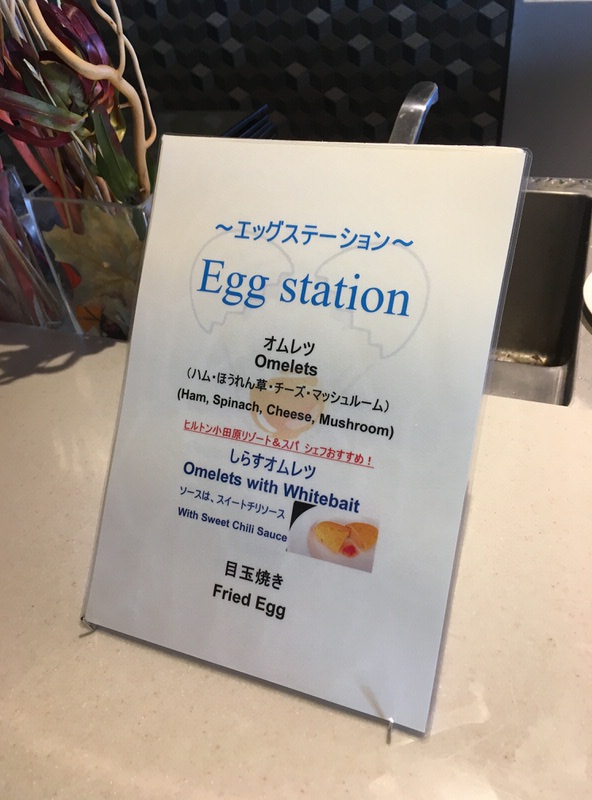 ～エッグステーション～
Egg station
オムレツ
Omelets
（ハム・ほうれん草・チーズ・マッシュルーム）
(Ham, Spinach, Cheese, Mushroom)
ヒルトン小田原リゾート＆スパ シェフおすすめ！
しらすオムレツ
Omelets with Whitebait
ソースは、スイートチリソース
With Sweet Chili Sauce
目玉焼き
Fried Egg